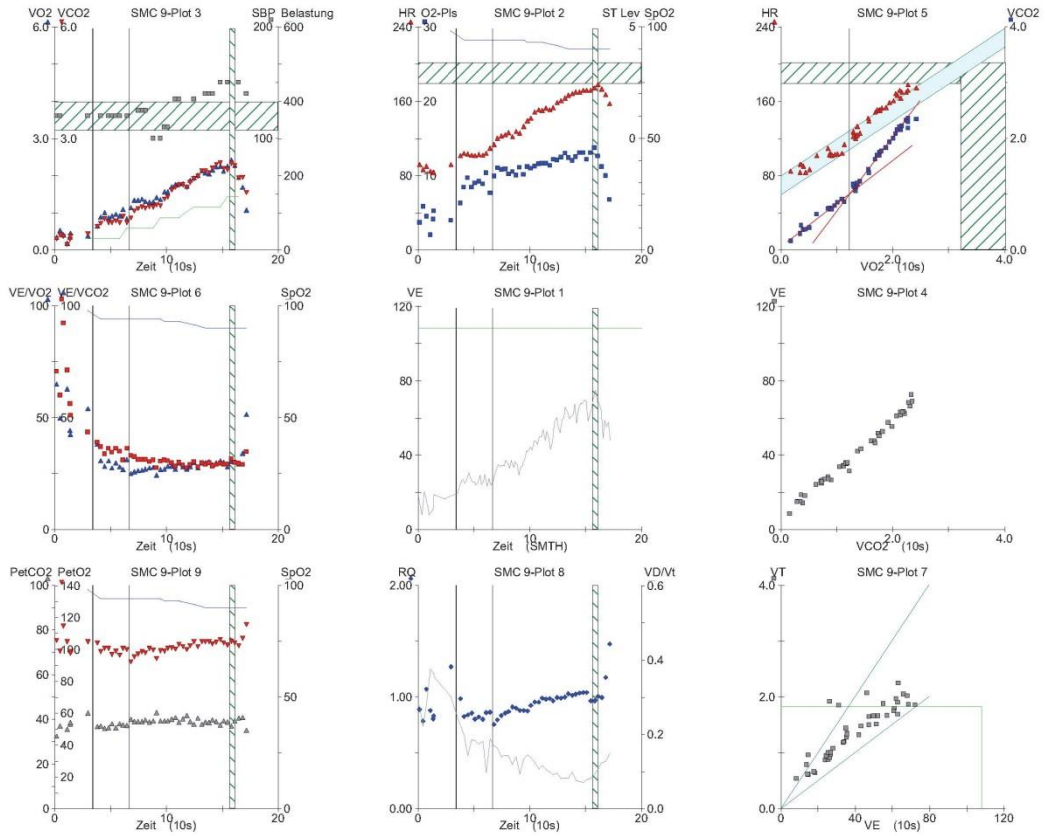 VO2 VCO2 SMC 9-Plot 3 SBP Belastung
6.0 6.0 200 600
400
3.0 3.0 100
200
0.0 0
0 10 20
Zeit (10s)
HR O2-Pls SMC 9-Plot 2 ST Lev SpO2
240 30 5 100
160 20
0 50
80 10
0 5 0
0 10 20
Zeit (10s)
HR SMC 9-Plot 5 VCO2
240 4.0
160
2.0
80
0 0.0
0.0 2.0 4.0
VO2 (10s)
VE/VO2 VE/VCO2 SMC 9-Plot 6 SpO2
100 100 100
50 50 50
0 0
0 10 20
Zeit (10s)
VE SMC 9-Plot 1
120
80
40
0
0 10 20
Zeit (SMTH)
VE SMC 9-Plot 4
120
80
40
0
0.0 2.0 4.0
VCO2 (10s)
PetCO2 PetO2 SMC 9-Plot 9 SpO2
100 140 100
80 120
100
60 80
50
40 60
40
20 20
0 0 0
0 10 20
Zeit (10s)
RQ SMC 9-Plot 8 VD/Vt
2.00 0.6
0.4
1.00
0.2
0.00 0.0
0 10 20
Zeit (10s)
VT SMC 9-Plot 7
4.0
2.0
0.0
0 40 80 120
VE (10s)